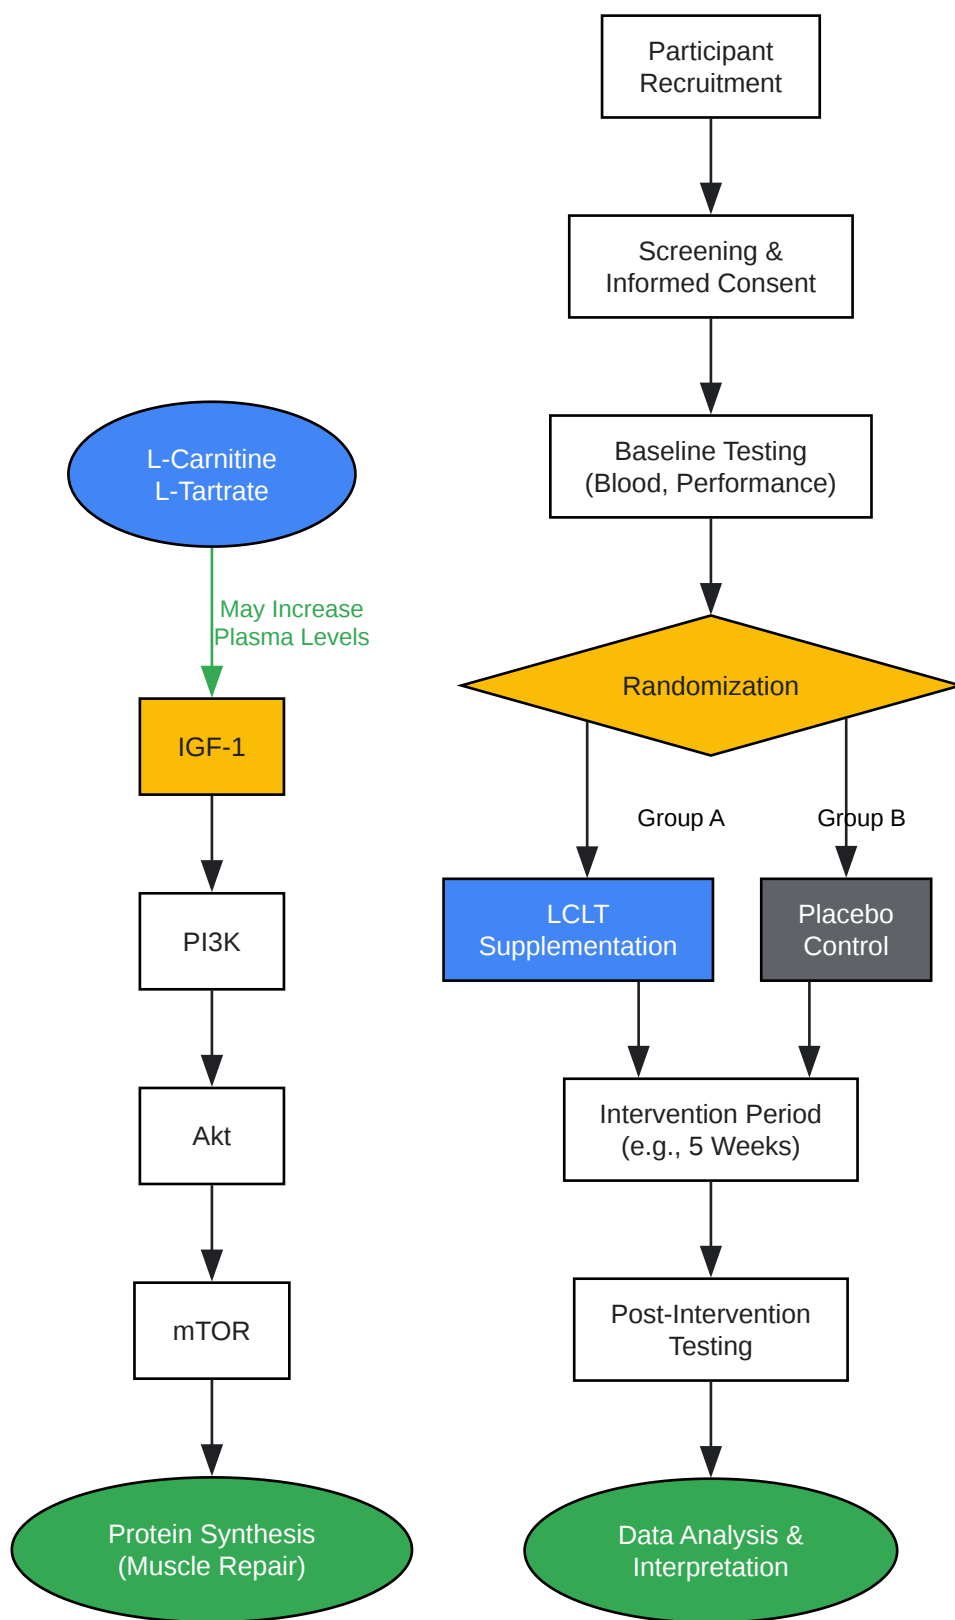 L-Carnitine
L-Tartrate
May Increase
Plasma Levels
IGF-1
PI3K
Akt
mTOR
Protein Synthesis
(Muscle Repair)
Participant
Recruitment
Screening &
Informed Consent
Baseline Testing
(Blood, Performance)
Randomization
Group A
Group B
LCLT
Supplementation
Placebo
Control
Intervention Period
(e.g., 5 Weeks)
Post-Intervention
Testing
Data Analysis &
Interpretation